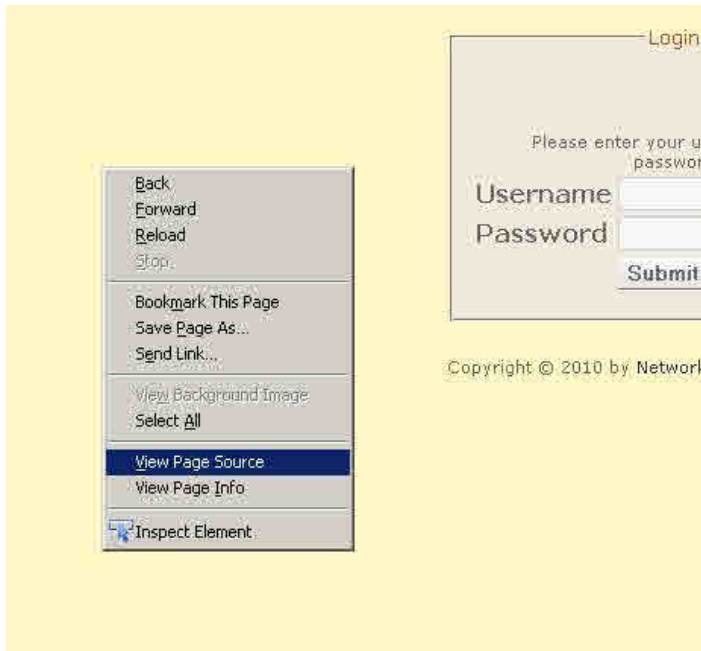 Login
Please enter your u
passwor
Username
Password
Submit
Copyright © 2010 by Network
Back
Forward
Reload
Stop
Bookmark This Page
Save Page As...
Send Link...
View Background Image
Select All
View Page Source
View Page Info
Inspect Element